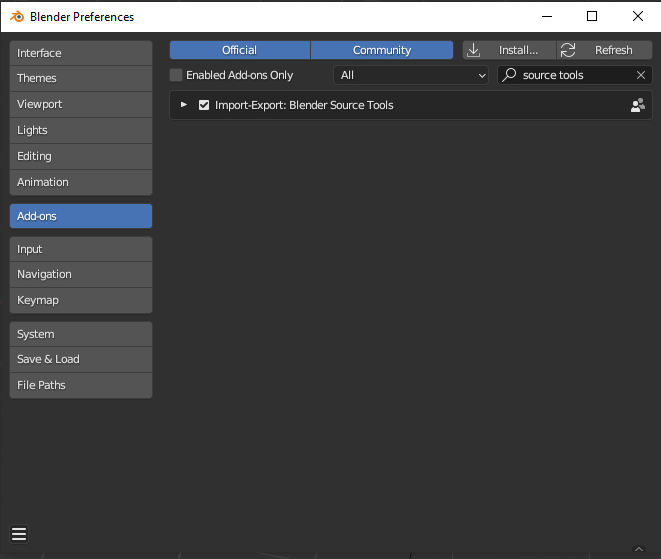 Blender Preferences
Interface
Themes
Viewport
Lights
Editing
Animation
Add-ons
Input
Navigation
Keymap
System
Save & Load
File Paths
Official Community Install... Refresh
Enabled Add-ons Only All source tools
Import-Export: Blender Source Tools